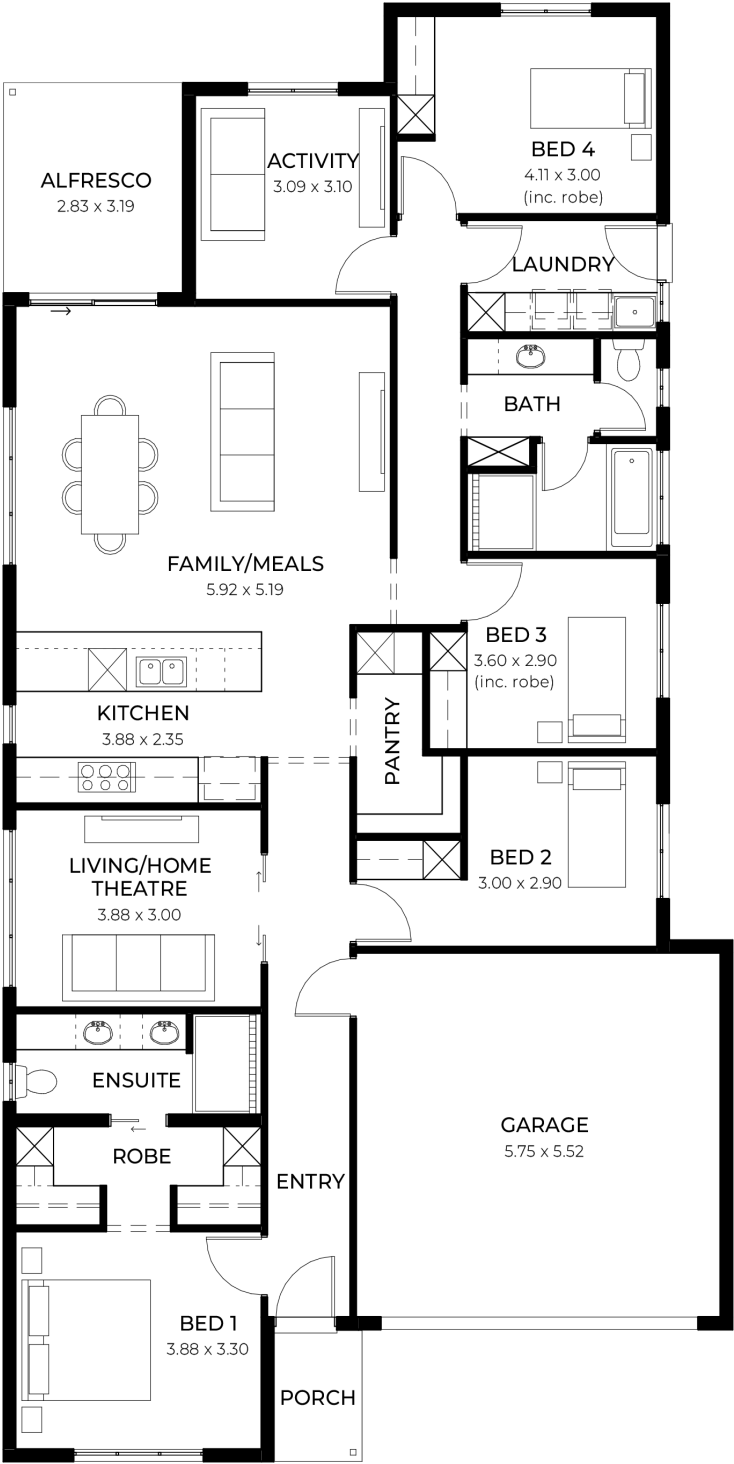 BED 4
4.11 x 3.00
(inc. robe)
ACTIVITY
3.09 x 3.10
ALFRESCO
2.83 x 3.19
LAUNDRY
BATH
FAMILY/MEALS
5.92 x 5.19
BED 3
3.60 x 2.90
(inc. robe)
KITCHEN
3.88 x 2.35
PANTRY
BED 2
3.00 x 2.90
LIVING/HOME
THEATRE
3.88 x 3.00
ENSUITE
GARAGE
5.75 x 5.52
ROBE
ENTRY
BED 1
3.88 x 3.30
PORCH